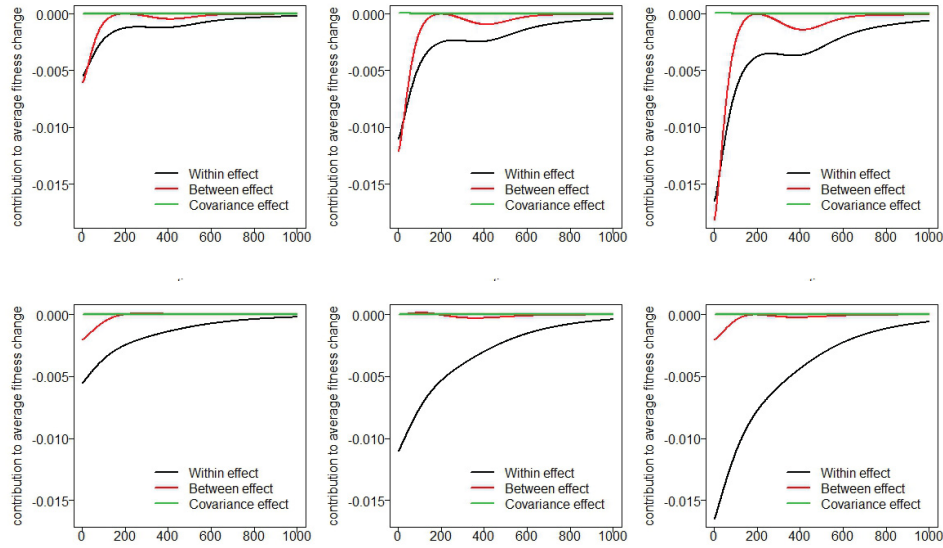 contribution to average fitness change
0.000
-0.005
-0.010
-0.015
Within effect
Between effect
Covariance effect
0 200 400 600 800 1000
contribution to average fitness change
0.000
-0.005
-0.010
-0.015
Within effect
Between effect
Covariance effect
0 200 400 600 800 1000
contribution to average fitness change
0.000
-0.005
-0.010
-0.015
Within effect
Between effect
Covariance effect
0 200 400 600 800 1000
contribution to average fitness change
0.000
-0.005
-0.010
-0.015
Within effect
Between effect
Covariance effect
0 200 400 600 800 1000
contribution to average fitness change
0.000
-0.005
-0.010
-0.015
Within effect
Between effect
Covariance effect
0 200 400 600 800 1000
contribution to average fitness change
0.000
-0.005
-0.010
-0.015
Within effect
Between effect
Covariance effect
0 200 400 600 800 1000